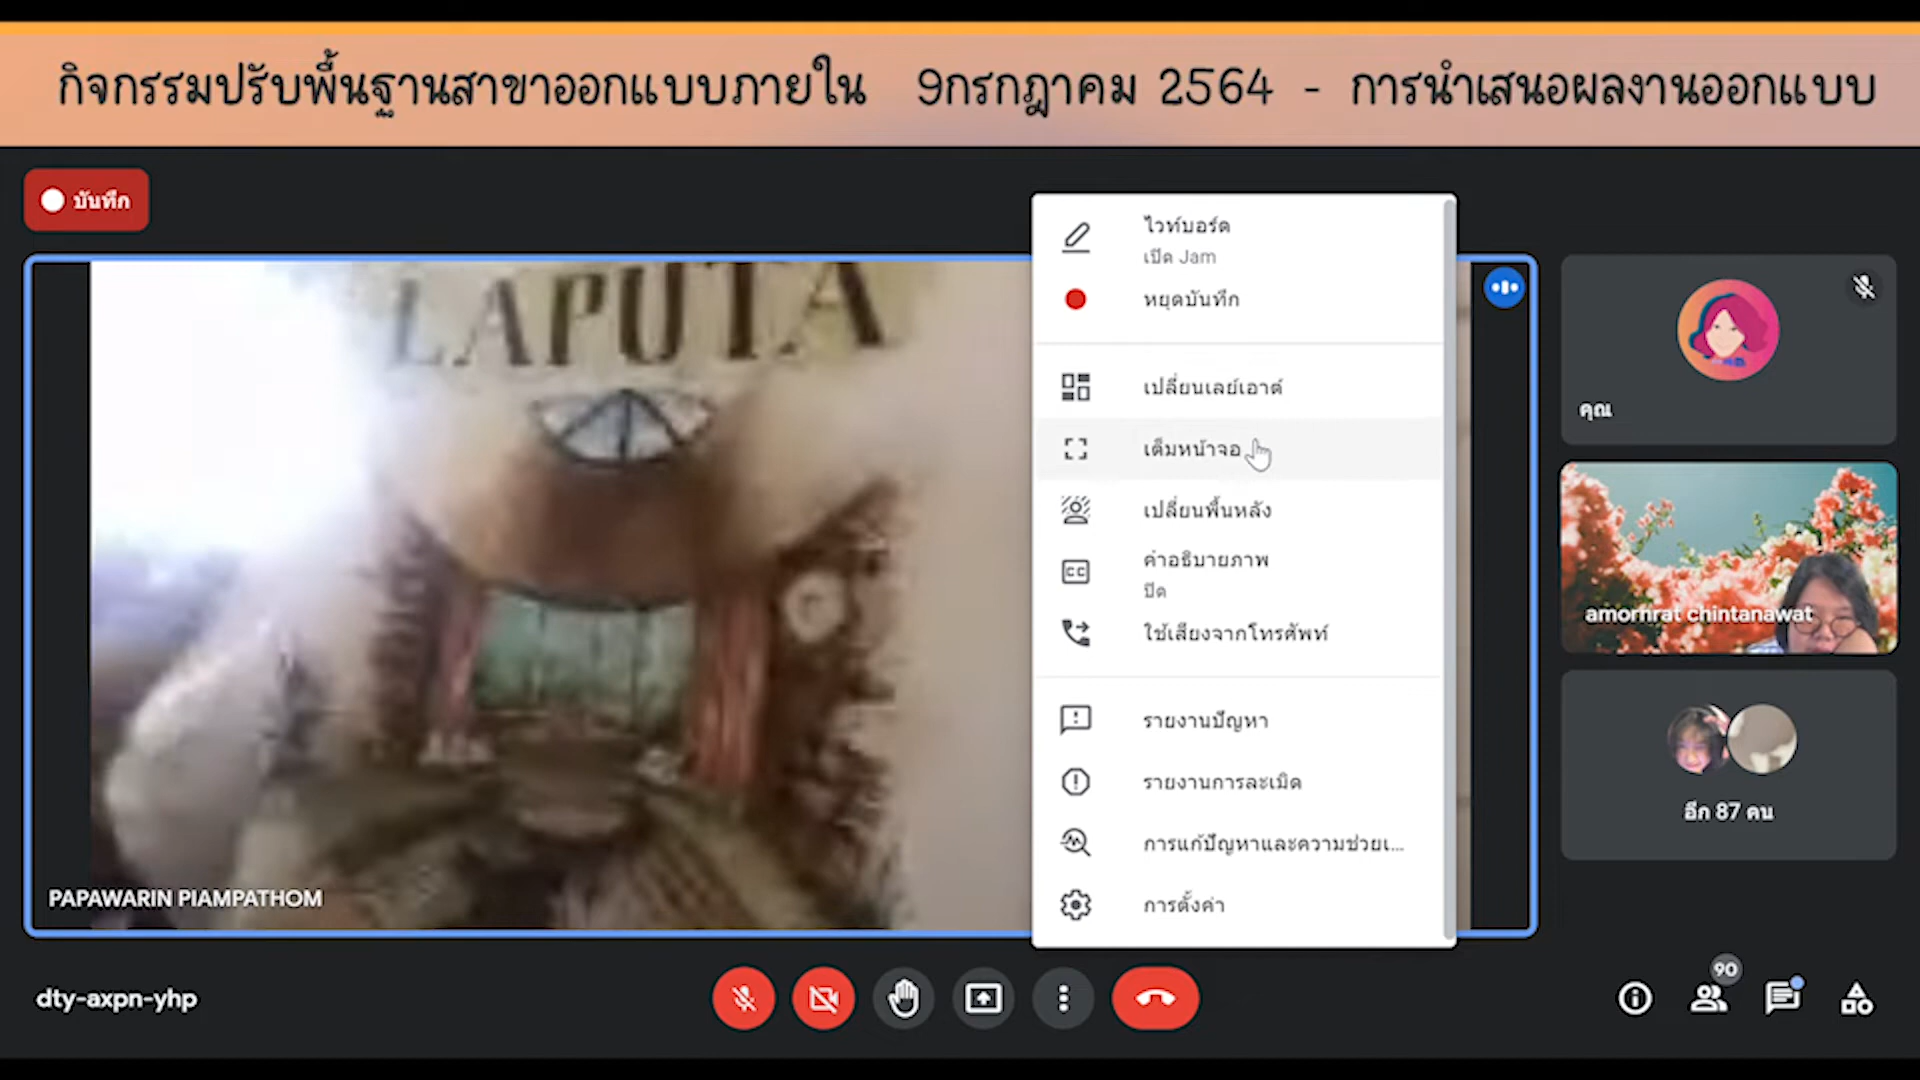 กิจกรรมปรับพื้นฐานสาขาออกแบบภายใน 9กรกฎาคม 2564 - การนำเสนอผลงานออกแบบ
บันทึก
LAPUTA
PAPAWARIN PIAMPATHOM
ไวท์บอร์ด
เปิด Jam
หยุดบันทึก
เปลี่ยนเลย์เอาต์
เต็มหน้าจอ
เปลี่ยนพื้นหลัง
คำอธิบายภาพ
ปิด
ใช้เสียงจากโทรศัพท์
รายงานปัญหา
รายงานการละเมิด
การแก้ปัญหาและความช่วยเ...
การตั้งค่า
คุณ
amornrat chintanawat
อีก 87 คน
dty-axpn-yhp
90